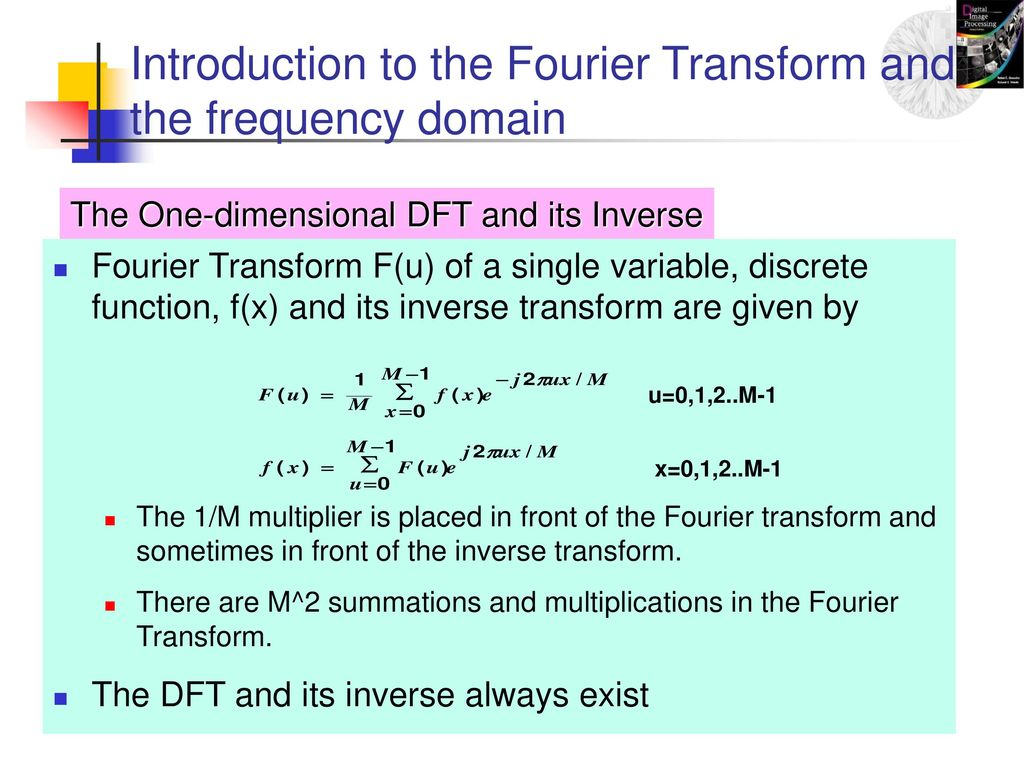 Introduction to the Fourier Transform and
the frequency domain
Digital
Image
Processing
The One-dimensional DFT and its Inverse
Fourier Transform F(u) of a single variable, discrete
function, f(x) and its inverse transform are given by
F(u) = 1/M Σ_{x=0}^{M−1} f(x)e^{−j2πux/M} u=0,1,2..M-1
f(x) = Σ_{u=0}^{M−1} F(u)e^{j2πux/M} x=0,1,2..M-1
The 1/M multiplier is placed in front of the Fourier transform and
sometimes in front of the inverse transform.
There are M^2 summations and multiplications in the Fourier
Transform.
The DFT and its inverse always exist